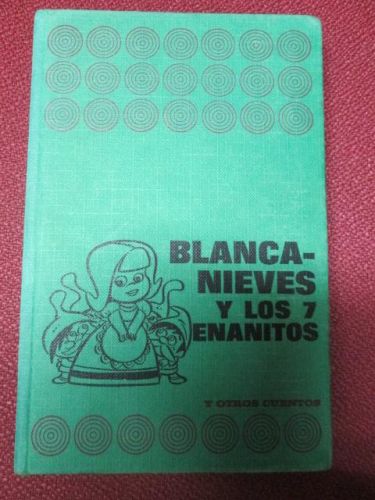 BLANCA-
NIEVES
Y LOS 7
ENANITOS
Y OTROS CUENTOS